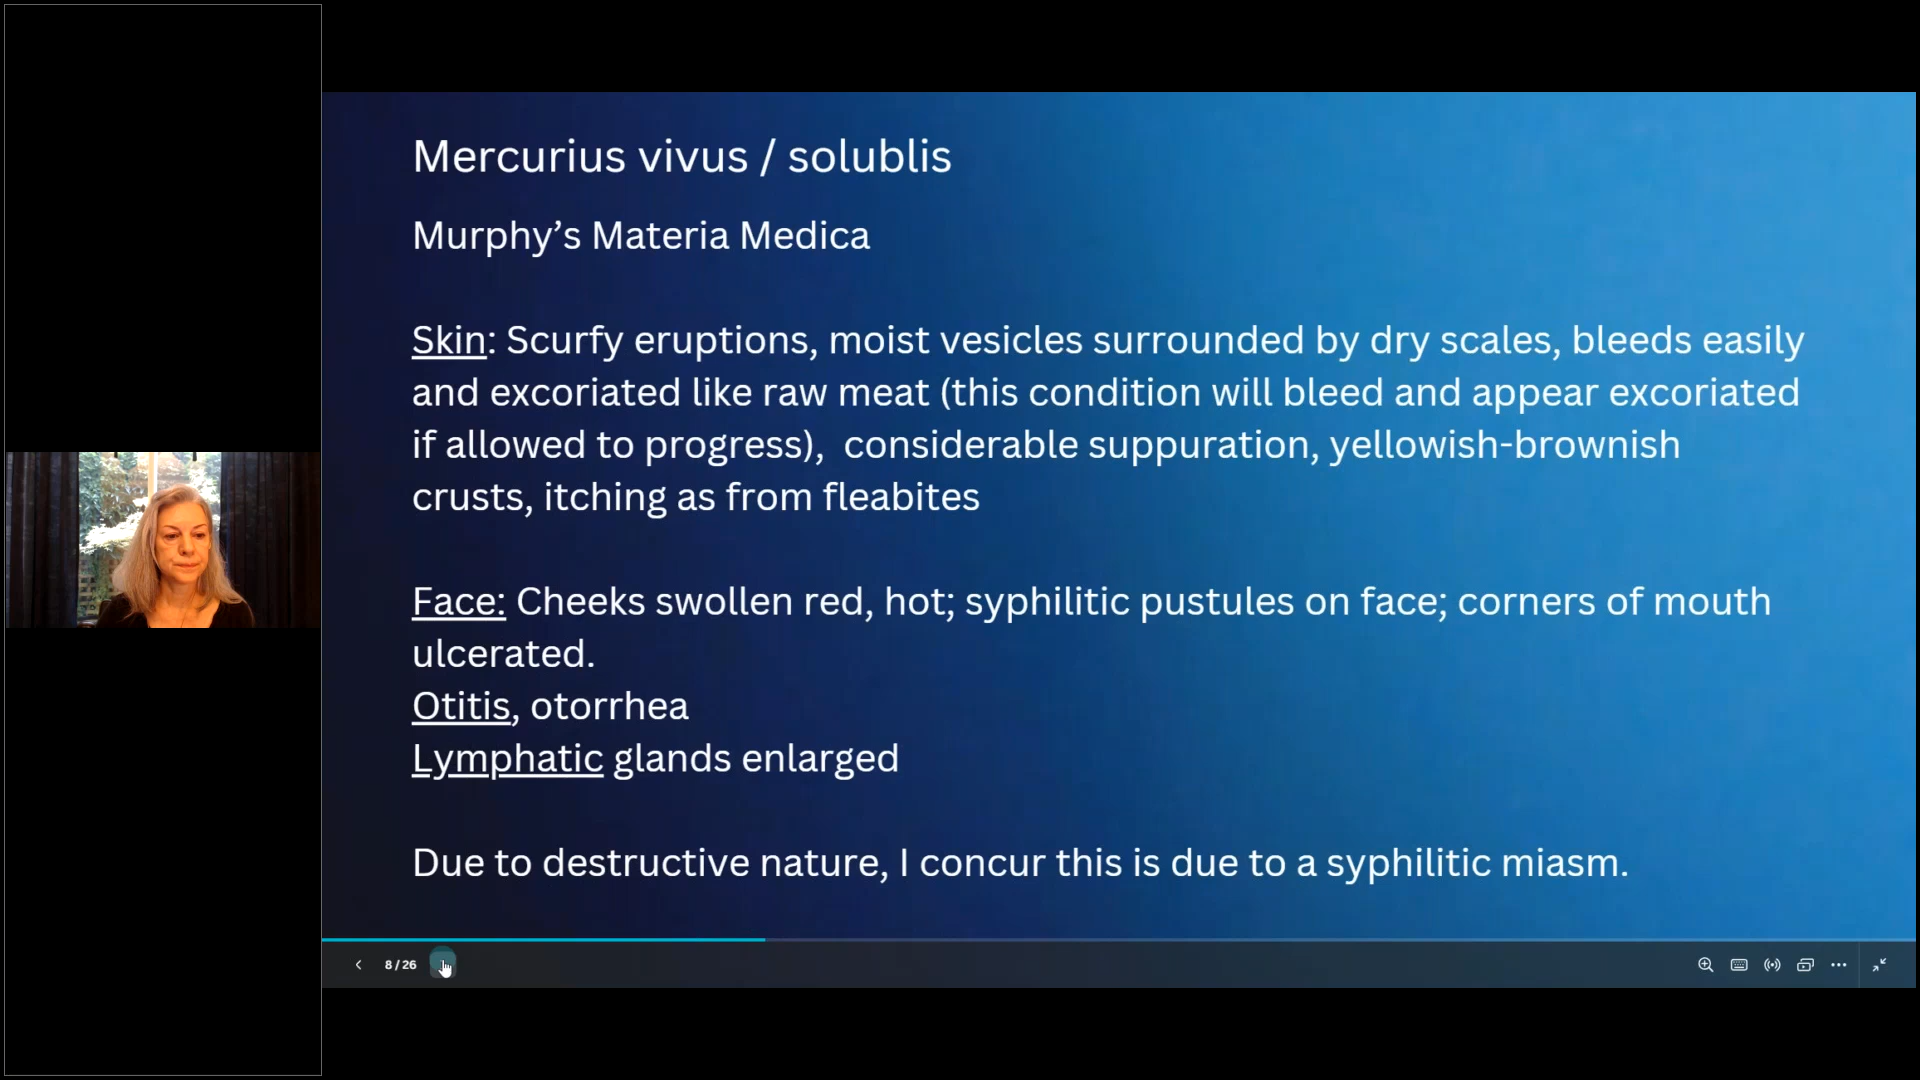 Mercurius vivus / solublis
Murphy’s Materia Medica
Skin: Scurfy eruptions, moist vesicles surrounded by dry scales, bleeds easily
and excoriated like raw meat (this condition will bleed and appear excoriated
if allowed to progress),  considerable suppuration, yellowish-brownish
crusts, itching as from fleabites
Face: Cheeks swollen red, hot; syphilitic pustules on face; corners of mouth
ulcerated.
Otitis, otorrhea
Lymphatic glands enlarged
Due to destructive nature, I concur this is due to a syphilitic miasm.
8 / 26